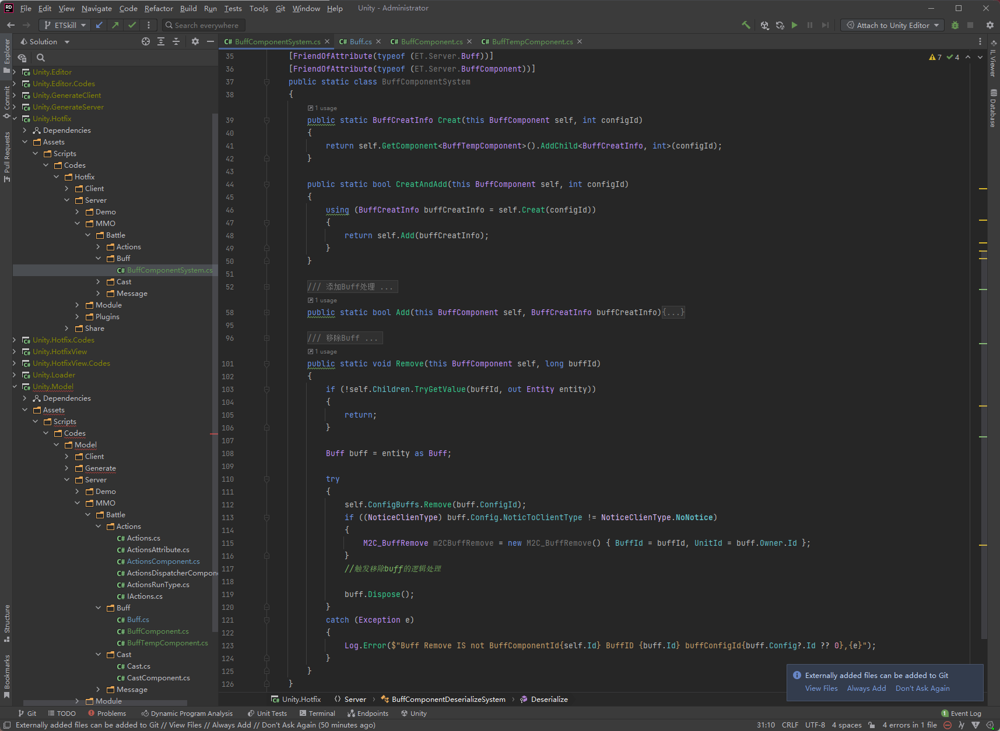 File Edit View Navigate Code Refactor Build Run Tests Tools Git Window Help Unity - Administrator
ETSkill Search everywhere Attach to Unity Editor
Solution
BuffComponentSystem.cs Buff.cs BuffComponent.cs BuffTempComponent.cs
Explorer
Commit
Pull Requests
Structure
Bookmarks
Unity.Editor
Unity.Editor.Codes
Unity.GenerateClient
Unity.GenerateServer
Unity.Hotfix
Dependencies
Assets
Scripts
Codes
Hotfix
Client
Server
Demo
MMO
Battle
Actions
Buff
C# BuffComponentSystem.cs
Cast
Message
Module
Plugins
Share
Unity.Hotfix.Codes
Unity.HotfixView
Unity.HotfixView.Codes
Unity.Loader
Unity.Model
Dependencies
Assets
Scripts
Codes
Model
Client
Generate
Server
Demo
MMO
Battle
Actions
C# Actions.cs
C# ActionsAttribute.cs
C# ActionsComponent.cs
C# ActionsDispatcherCompon
C# ActionsRunType.cs
C# IActions.cs
Buff
C# Buff.cs
C# BuffComponent.cs
C# BuffTempComponent.cs
Cast
C# Cast.cs
C# CastComponent.cs
Message
Module
7 4
35 [FriendOfAttribute(typeof (ET.Server.Buff))]
36 [FriendOfAttribute(typeof (ET.Server.BuffComponent))]
37 public static class BuffComponentSystem
38 {
1 usage
39 public static BuffCreatInfo Creat(this BuffComponent self, int configId)
40 {
41 return self.GetComponent<BuffTempComponent>().AddChild<BuffCreatInfo, int>(configId);
42 }
43
44 public static bool CreatAndAdd(this BuffComponent self, int configId)
45 {
46 using (BuffCreatInfo buffCreatInfo = self.Creat(configId))
47 {
48 return self.Add(buffCreatInfo);
49 }
50 }
51
52 /// 添加Buff处理 ...
1 usage
58 public static bool Add(this BuffComponent self, BuffCreatInfo buffCreatInfo){...}
95
96 /// 移除Buff ...
1 usage
101 public static void Remove(this BuffComponent self, long buffId)
102 {
103 if (!self.Children.TryGetValue(buffId, out Entity entity))
104 {
105 return;
106 }
107
108 Buff buff = entity as Buff;
109
110 try
111 {
112 self.ConfigBuffs.Remove(buff.ConfigId);
113 if ((NoticeClienType) buff.Config.NoticToClientType != NoticeClienType.NoNotice)
114 {
115 M2C_BuffRemove m2CBuffRemove = new M2C_BuffRemove() { BuffId = buffId, UnitId = buff.Owner.Id };
116 }
117 //触发移除buff的逻辑处理
118
119 buff.Dispose();
120 }
121 catch (Exception e)
122 {
123 Log.Error($"Buff Remove IS not BuffComponentId{self.Id} BuffID {buff.Id} buffConfigId{buff.Config?.Id ?? 0},{e}");
124 }
125 }
126 }
IL Viewer
Database
Externally added files can be added to Git
View Files Always Add Don't Ask Again
Unity.Hotfix Server BuffComponentDeserializeSystem Deserialize
Git TODO Problems Dynamic Program Analysis Unit Tests Terminal Endpoints Unity 1 Event Log
Externally added files can be added to Git // View Files // Always Add // Don't Ask Again (50 minutes ago) 31:10 CRLF UTF-8 4 spaces 4 errors in 1 file